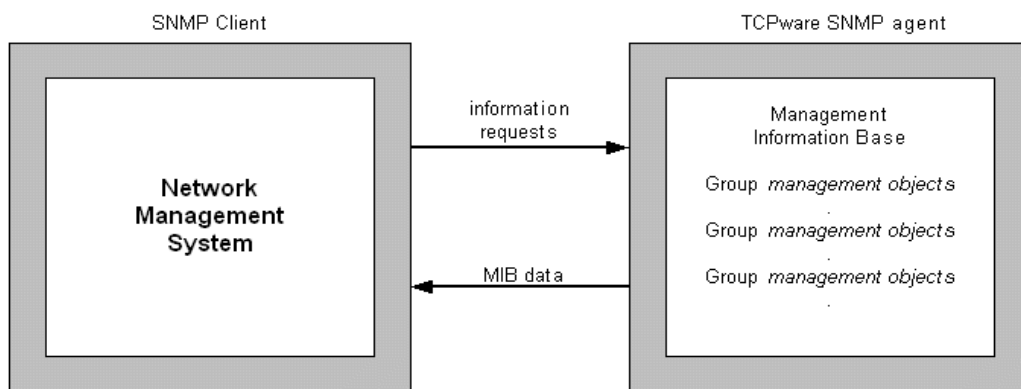 SNMP Client
TCPware SNMP agent
information
requests
Management
Information Base
Group management objects
.
Group management objects
.
Group management objects
.
Network
Management
System
MIB data